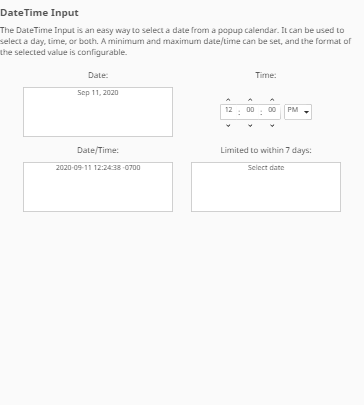 DateTime Input
The DateTime Input is an easy way to select a date from a popup calendar. It can be used to
select a day, time, or both. A minimum and maximum date/time can be set, and the format of
the selected value is configurable.
Date:
Time:
Sep 11, 2020
12 : 00 : 00 PM
Date/Time:
Limited to within 7 days:
2020-09-11 12:24:38 -0700
Select date